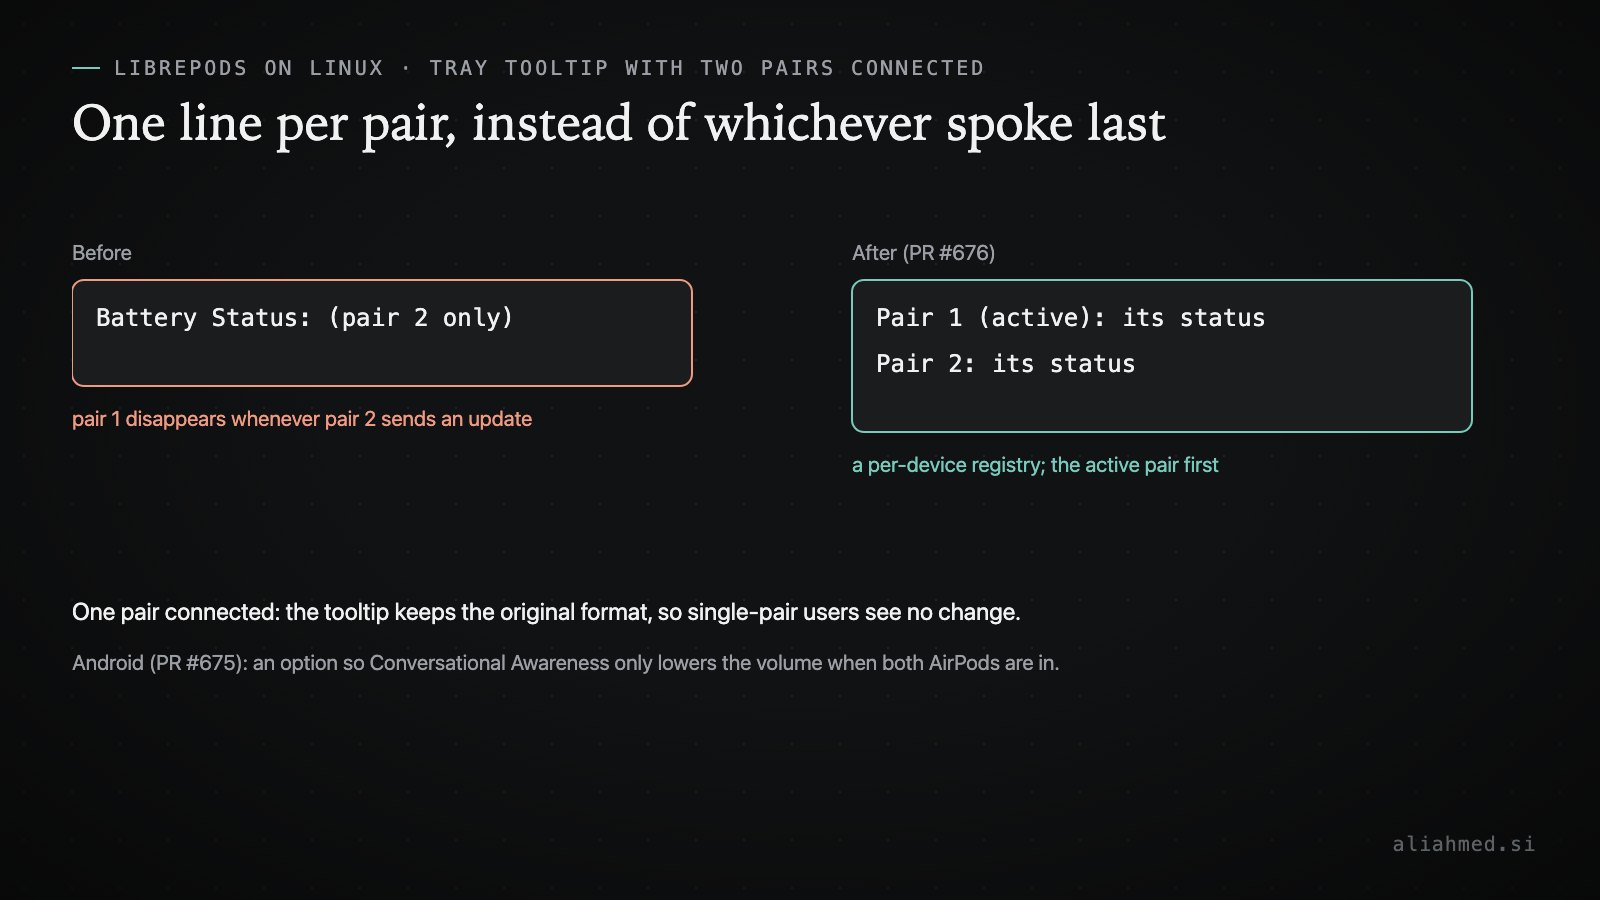 LIBREPODS ON LINUX · TRAY TOOLTIP WITH TWO PAIRS CONNECTED
One line per pair, instead of whichever spoke last
Before
Battery Status: (pair 2 only)
pair 1 disappears whenever pair 2 sends an update
After (PR #676)
Pair 1 (active): its status
Pair 2: its status
a per-device registry; the active pair first
One pair connected: the tooltip keeps the original format, so single-pair users see no change.
Android (PR #675): an option so Conversational Awareness only lowers the volume when both AirPods are in.
aliahmed.si